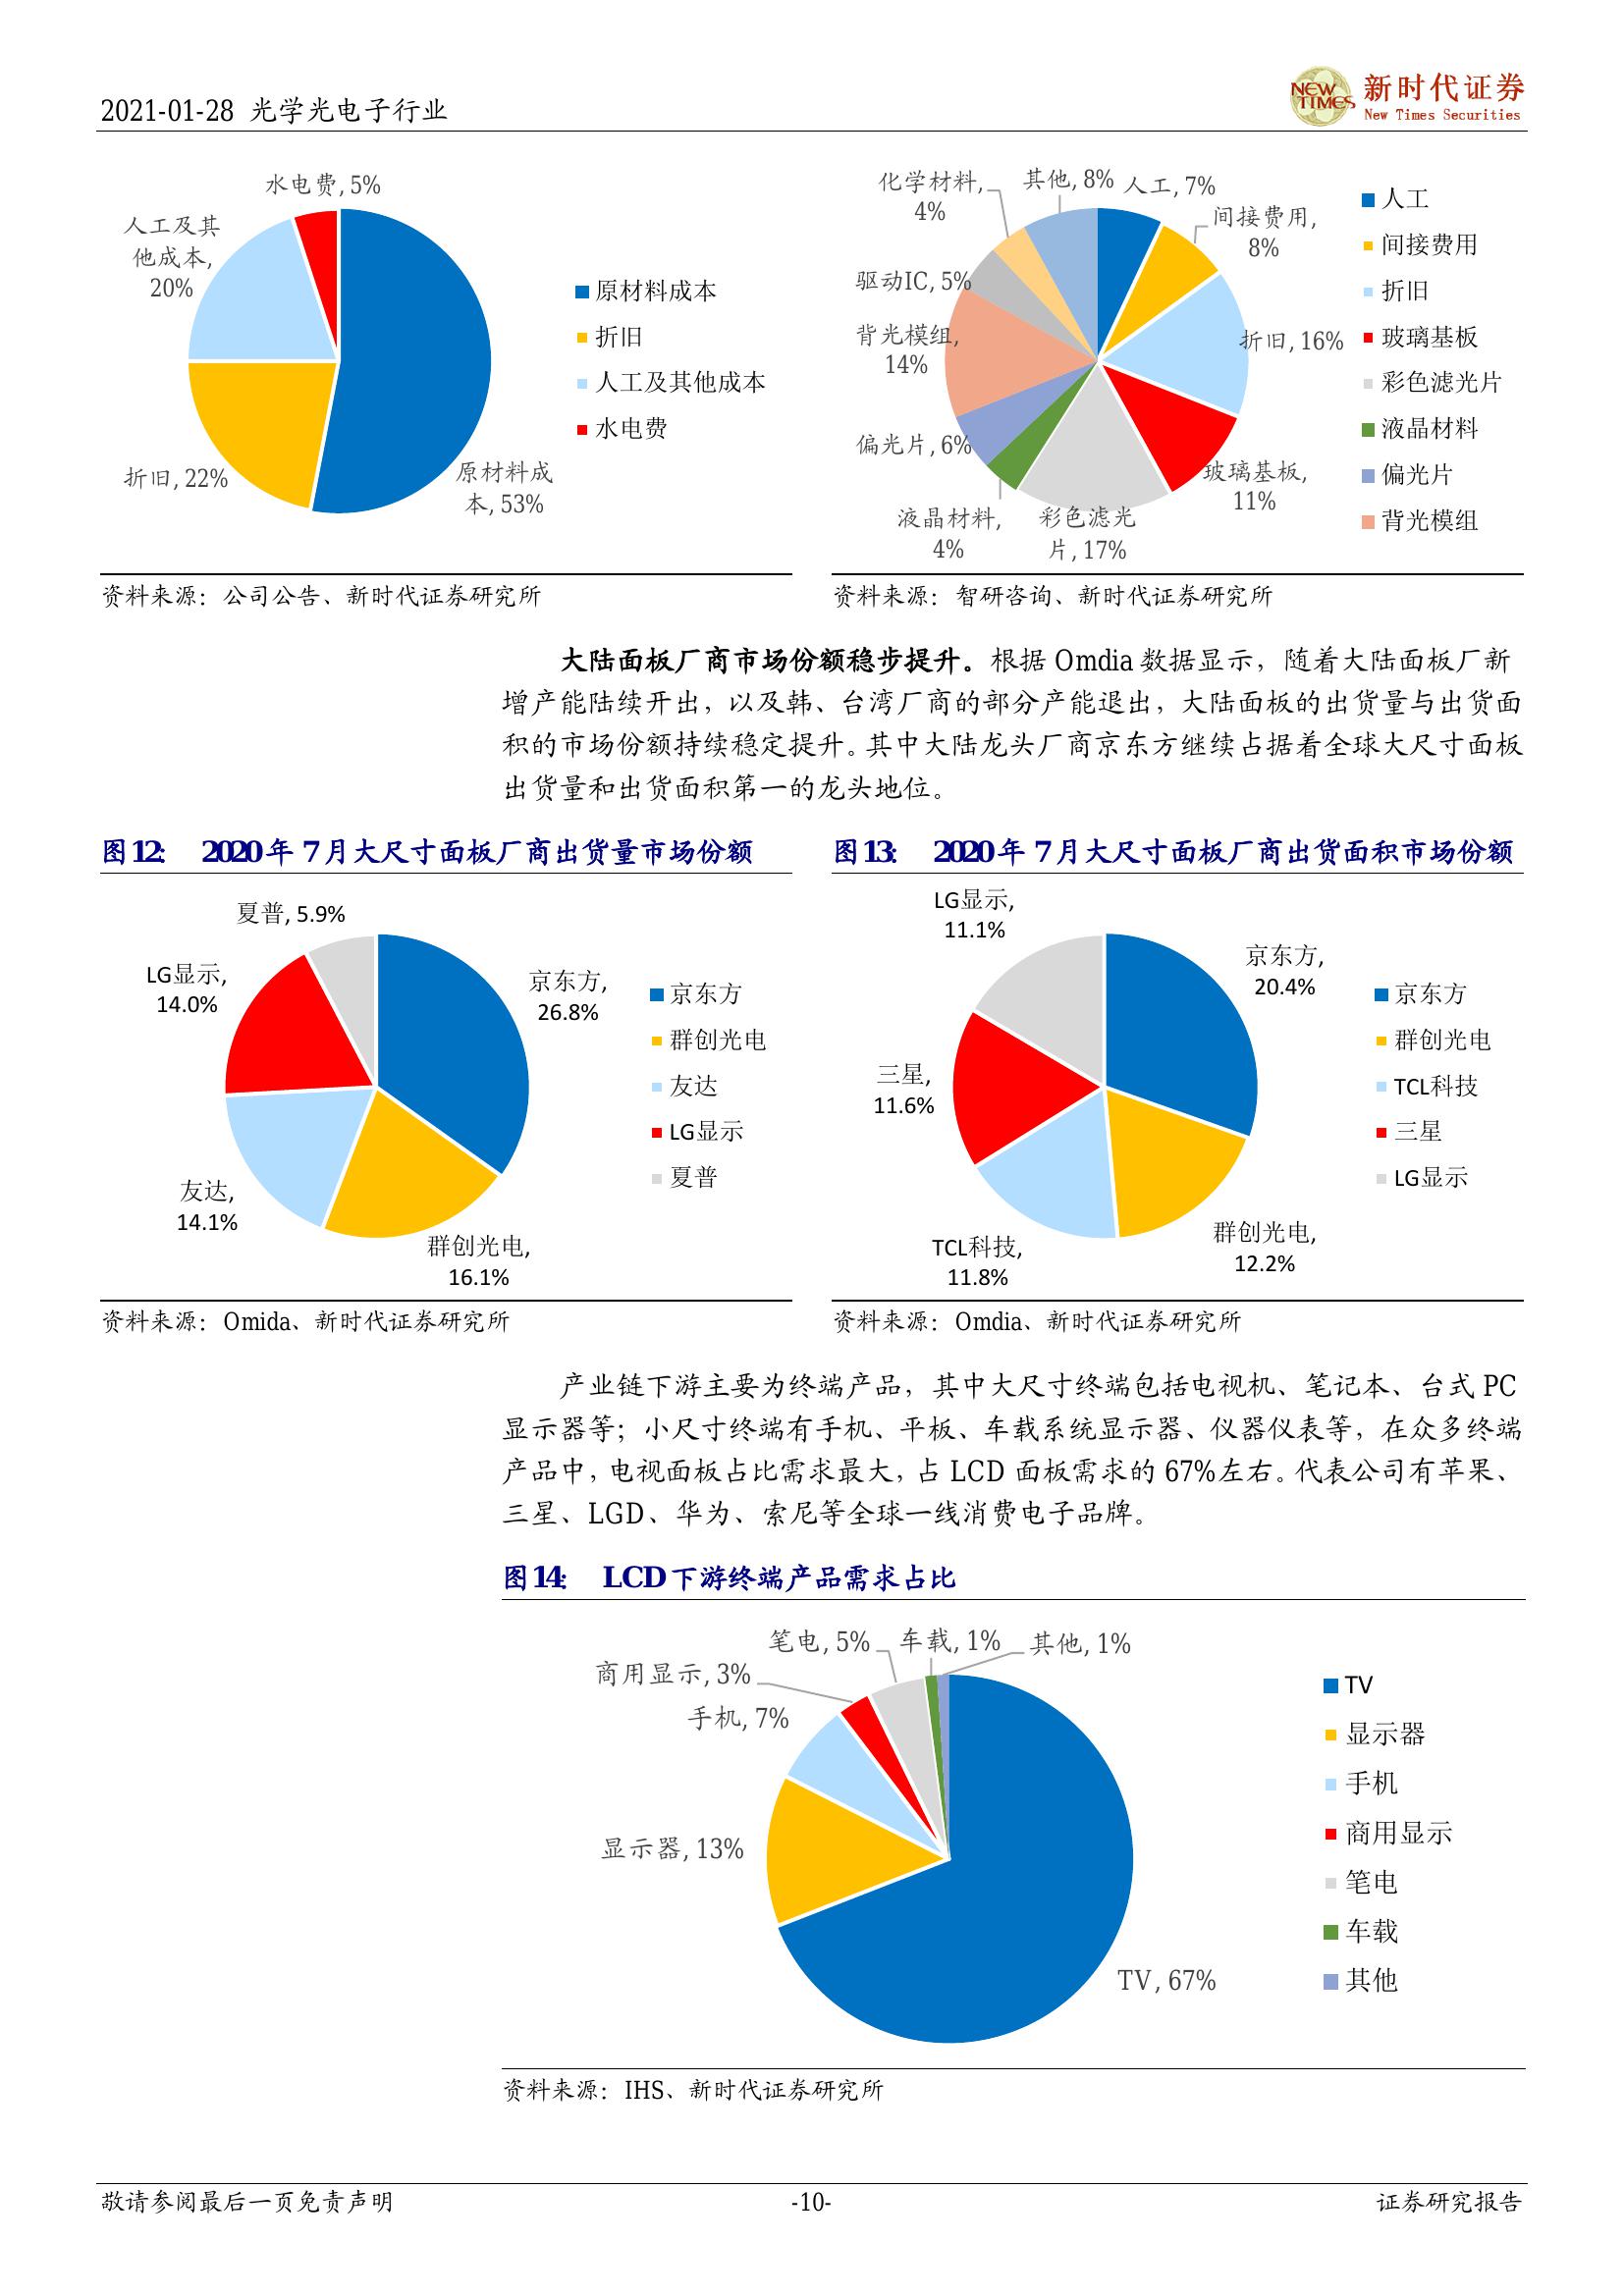 2021-01-28 光学光电子行业
NEW TIMES
新时代证券
New Times Securities
水电费, 5%
人工及其
他成本,
20%
折旧, 22%
原材料成
本, 53%
原材料成本
折旧
人工及其他成本
水电费
化学材料,
4%
其他, 8%
人工, 7%
间接费用,
8%
驱动IC, 5%
折旧, 16%
背光模组,
14%
偏光片, 6%
玻璃基板,
11%
液晶材料,
4%
彩色滤光
片, 17%
人工
间接费用
折旧
玻璃基板
彩色滤光片
液晶材料
偏光片
背光模组
资料来源：公司公告、新时代证券研究所
资料来源：智研咨询、新时代证券研究所
大陆面板厂商市场份额稳步提升。根据 Omdia 数据显示，随着大陆面板厂新
增产能陆续开出，以及韩、台湾厂商的部分产能退出，大陆面板的出货量与出货面
积的市场份额持续稳定提升。其中大陆龙头厂商京东方继续占据着全球大尺寸面板
出货量和出货面积第一的龙头地位。
图12： 2020 年 7 月大尺寸面板厂商出货量市场份额
夏普, 5.9%
LG显示,
14.0%
京东方,
26.8%
友达,
14.1%
群创光电,
16.1%
京东方
群创光电
友达
LG显示
夏普
资料来源：Omida、新时代证券研究所
图13： 2020 年 7 月大尺寸面板厂商出货面积市场份额
LG显示,
11.1%
京东方,
20.4%
三星,
11.6%
TCL科技,
11.8%
群创光电,
12.2%
京东方
群创光电
TCL科技
三星
LG显示
资料来源：Omdia、新时代证券研究所
产业链下游主要为终端产品，其中大尺寸终端包括电视机、笔记本、台式 PC
显示器等；小尺寸终端有手机、平板、车载系统显示器、仪器仪表等，在众多终端
产品中，电视面板占比需求最大，占 LCD 面板需求的 67%左右。代表公司有苹果、
三星、LGD、华为、索尼等全球一线消费电子品牌。
图14： LCD 下游终端产品需求占比
笔电, 5%
车载, 1%
其他, 1%
商用显示, 3%
手机, 7%
显示器, 13%
TV, 67%
TV
显示器
手机
商用显示
笔电
车载
其他
资料来源：IHS、新时代证券研究所
敬请参阅最后一页免责声明
-10-
证券研究报告